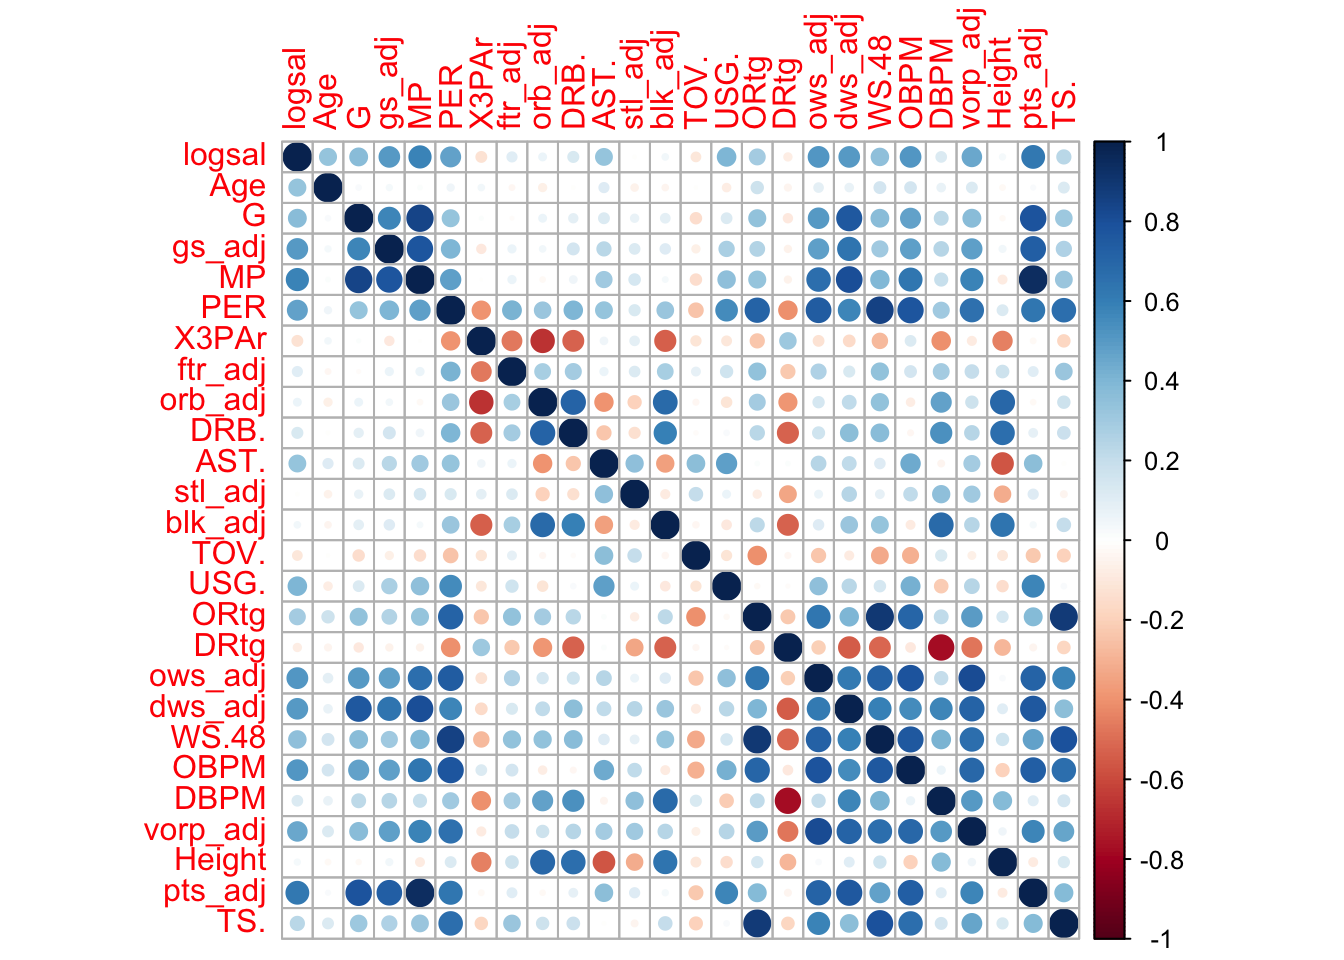 logsal
Age
G
gs_adj
MP
PER
X3PAr
ftr_adj
orb_adj
DRB.
AST.
stl_adj
blk_adj
TOV.
USG.
ORtg
DRtg
ows_adj
dws_adj
WS.48
OBPM
DBPM
vorp_adj
Height
pts_adj
TS.
logsal
Age
G
gs_adj
MP
PER
X3PAr
ftr_adj
orb_adj
DRB.
AST.
stl_adj
blk_adj
TOV.
USG.
ORtg
DRtg
ows_adj
dws_adj
WS.48
OBPM
DBPM
vorp_adj
Height
pts_adj
TS.
1
0.8
0.6
0.4
0.2
0
-0.2
-0.4
-0.6
-0.8
-1